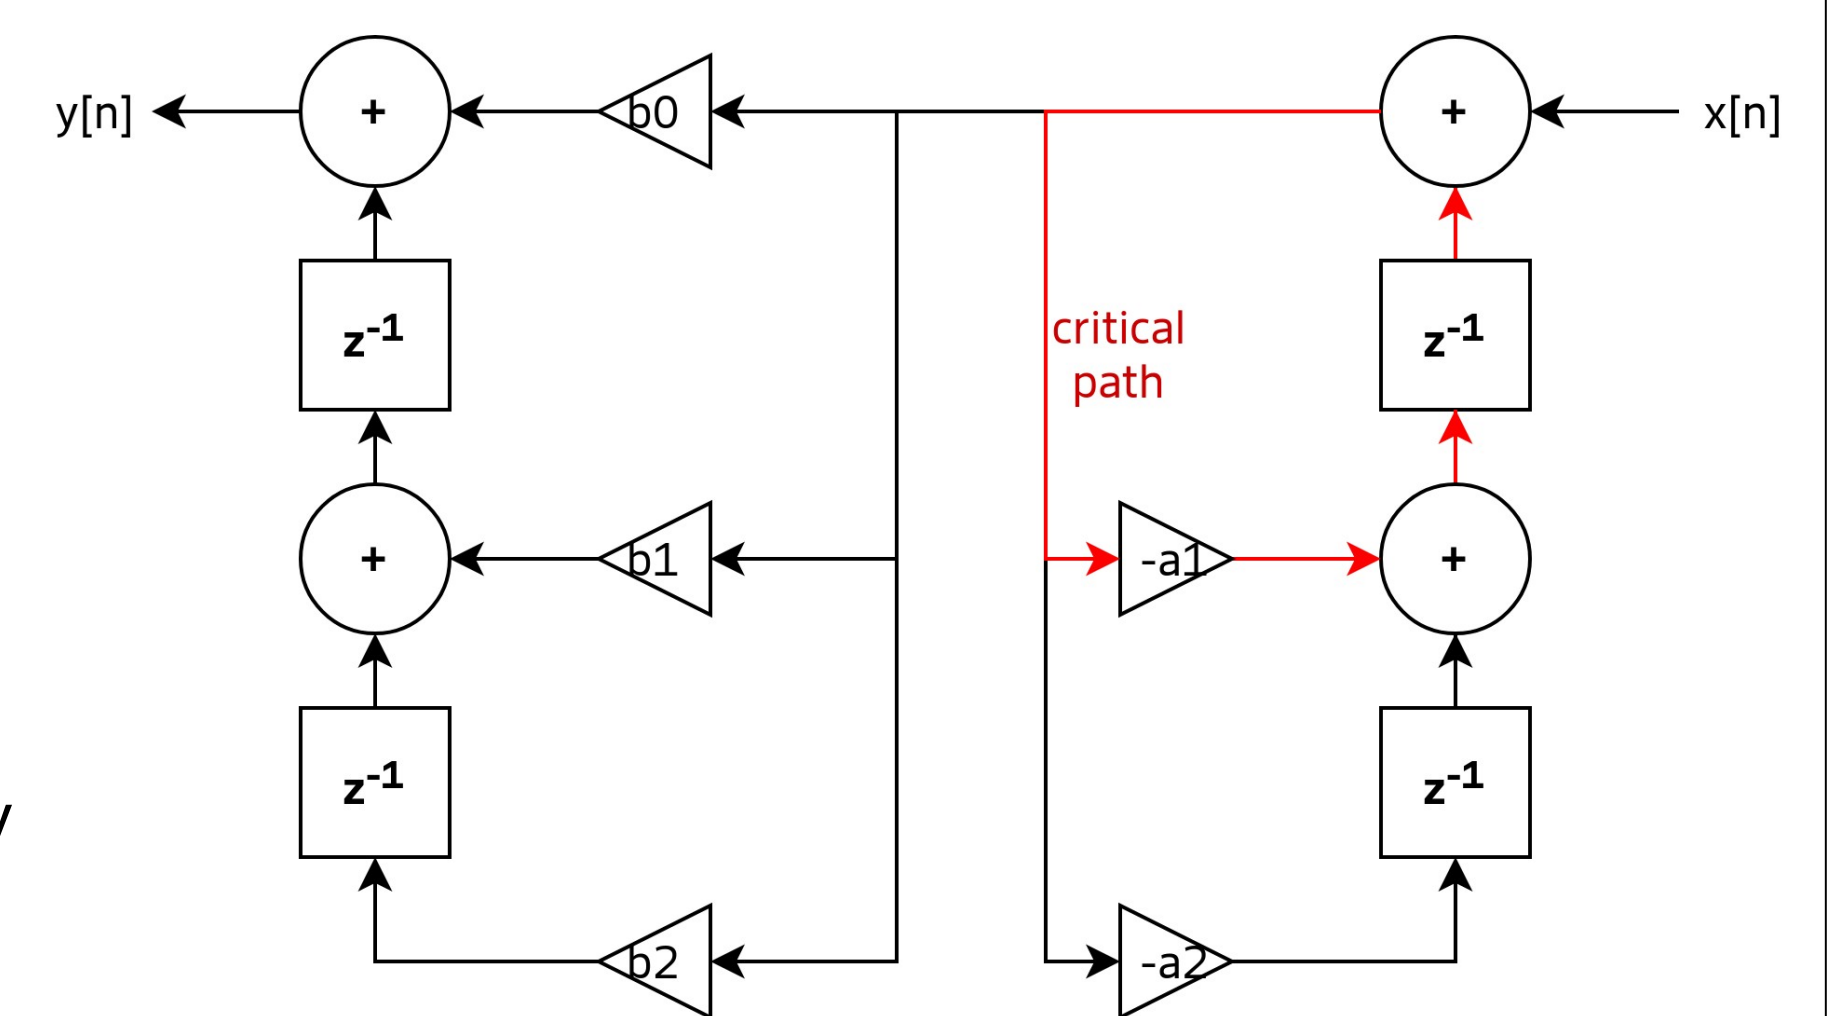 y[n]
+
b0
+
x[n]
z⁻¹
critical
path
z⁻¹
+
b1
-a1
+
z⁻¹
z⁻¹
b2
-a2